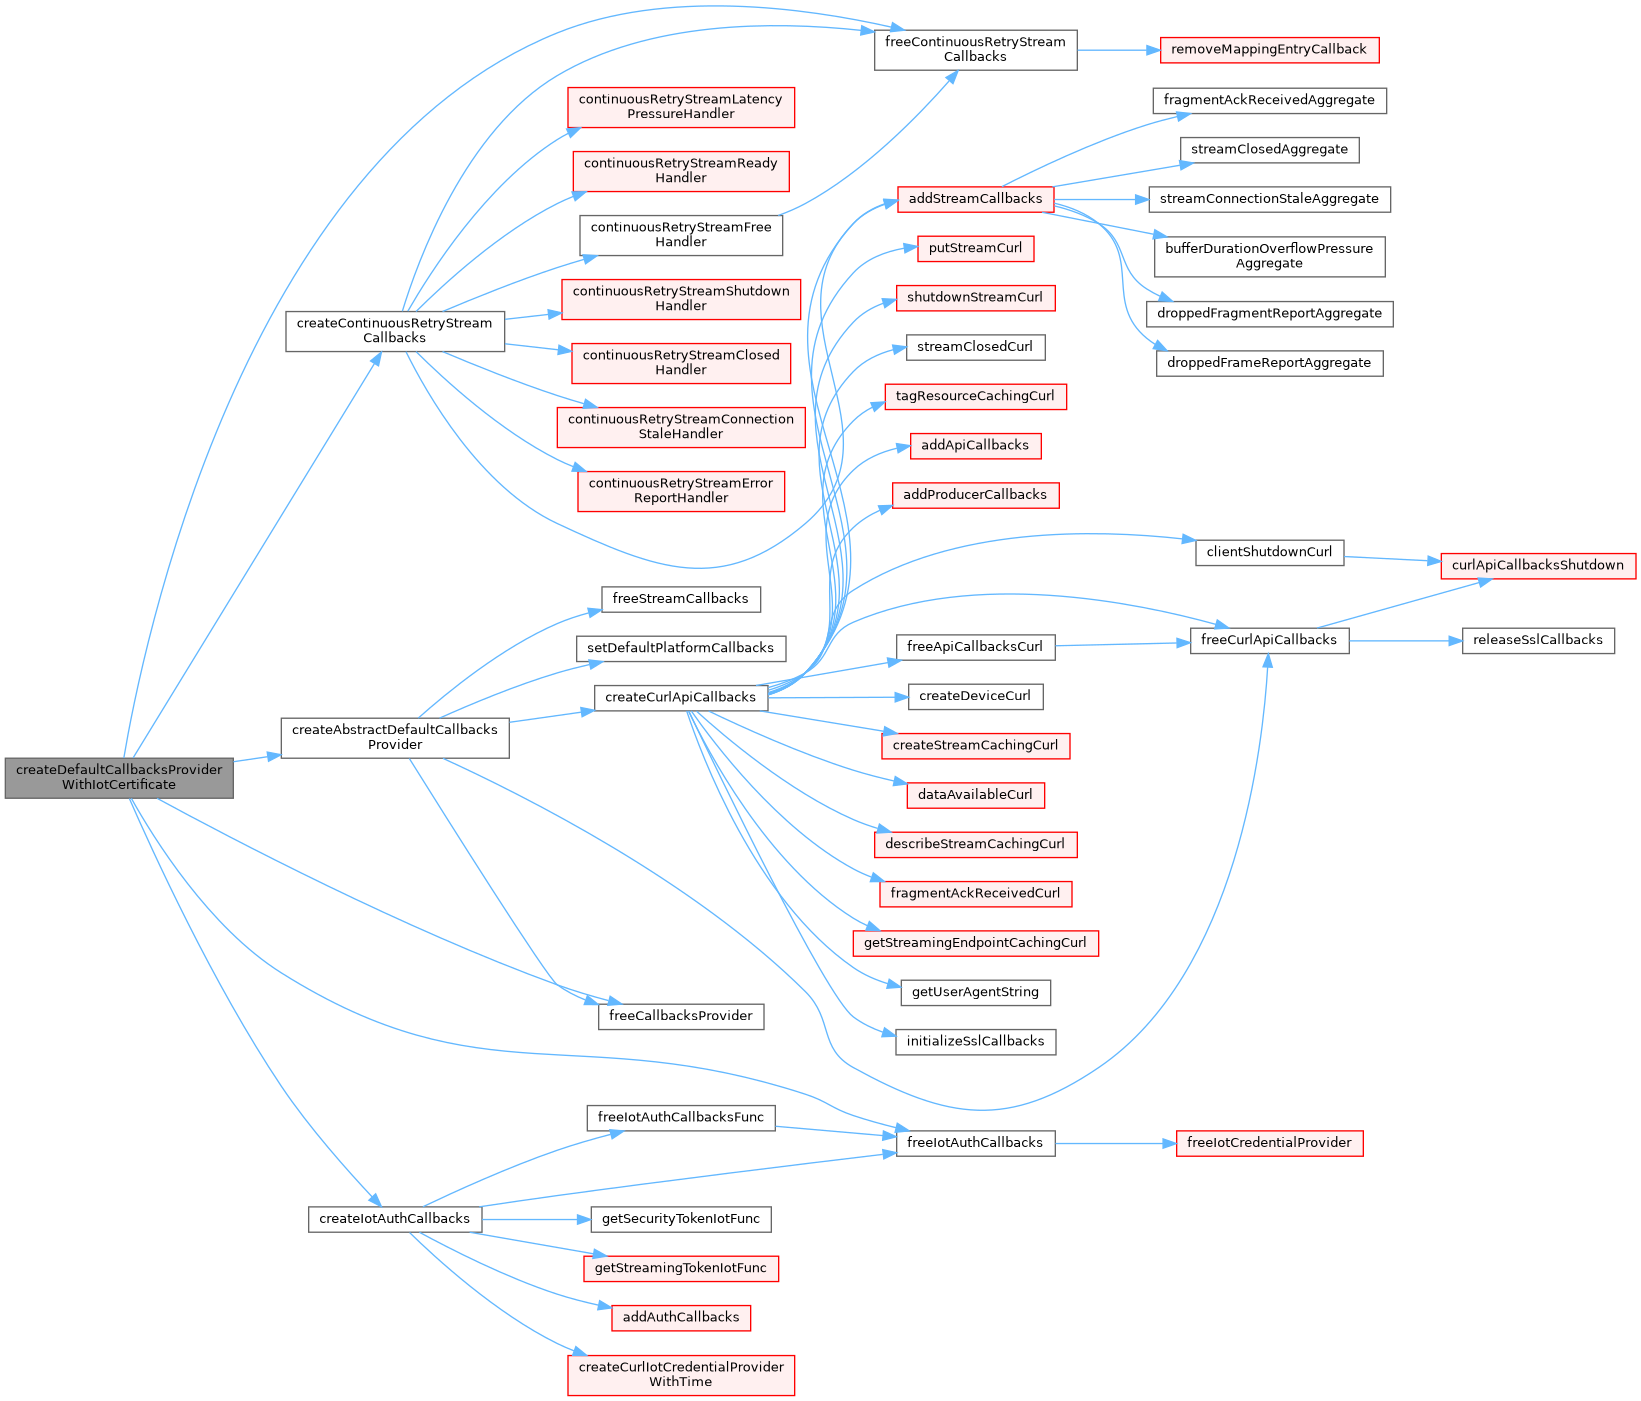 createDefaultCallbacksProvider
WithIotCertificate
createContinuousRetryStream
Callbacks
createAbstractDefaultCallbacks
Provider
createIotAuthCallbacks
continuousRetryStreamLatency
PressureHandler
continuousRetryStreamReady
Handler
continuousRetryStreamFree
Handler
continuousRetryStreamShutdown
Handler
continuousRetryStreamClosed
Handler
continuousRetryStreamConnection
StaleHandler
continuousRetryStreamError
ReportHandler
freeStreamCallbacks
setDefaultPlatformCallbacks
createCurlApiCallbacks
freeCallbacksProvider
freeIotAuthCallbacksFunc
getSecurityTokenIotFunc
getStreamingTokenIotFunc
addAuthCallbacks
createCurlIotCredentialProvider
WithTime
freeContinuousRetryStream
Callbacks
addStreamCallbacks
putStreamCurl
shutdownStreamCurl
streamClosedCurl
tagResourceCachingCurl
addApiCallbacks
addProducerCallbacks
freeApiCallbacksCurl
createDeviceCurl
createStreamCachingCurl
dataAvailableCurl
describeStreamCachingCurl
fragmentAckReceivedCurl
getStreamingEndpointCachingCurl
getUserAgentString
initializeSslCallbacks
freeIotAuthCallbacks
removeMappingEntryCallback
fragmentAckReceivedAggregate
streamClosedAggregate
streamConnectionStaleAggregate
bufferDurationOverflowPressure
Aggregate
droppedFragmentReportAggregate
droppedFrameReportAggregate
clientShutdownCurl
freeCurlApiCallbacks
freeIotCredentialProvider
curlApiCallbacksShutdown
releaseSslCallbacks